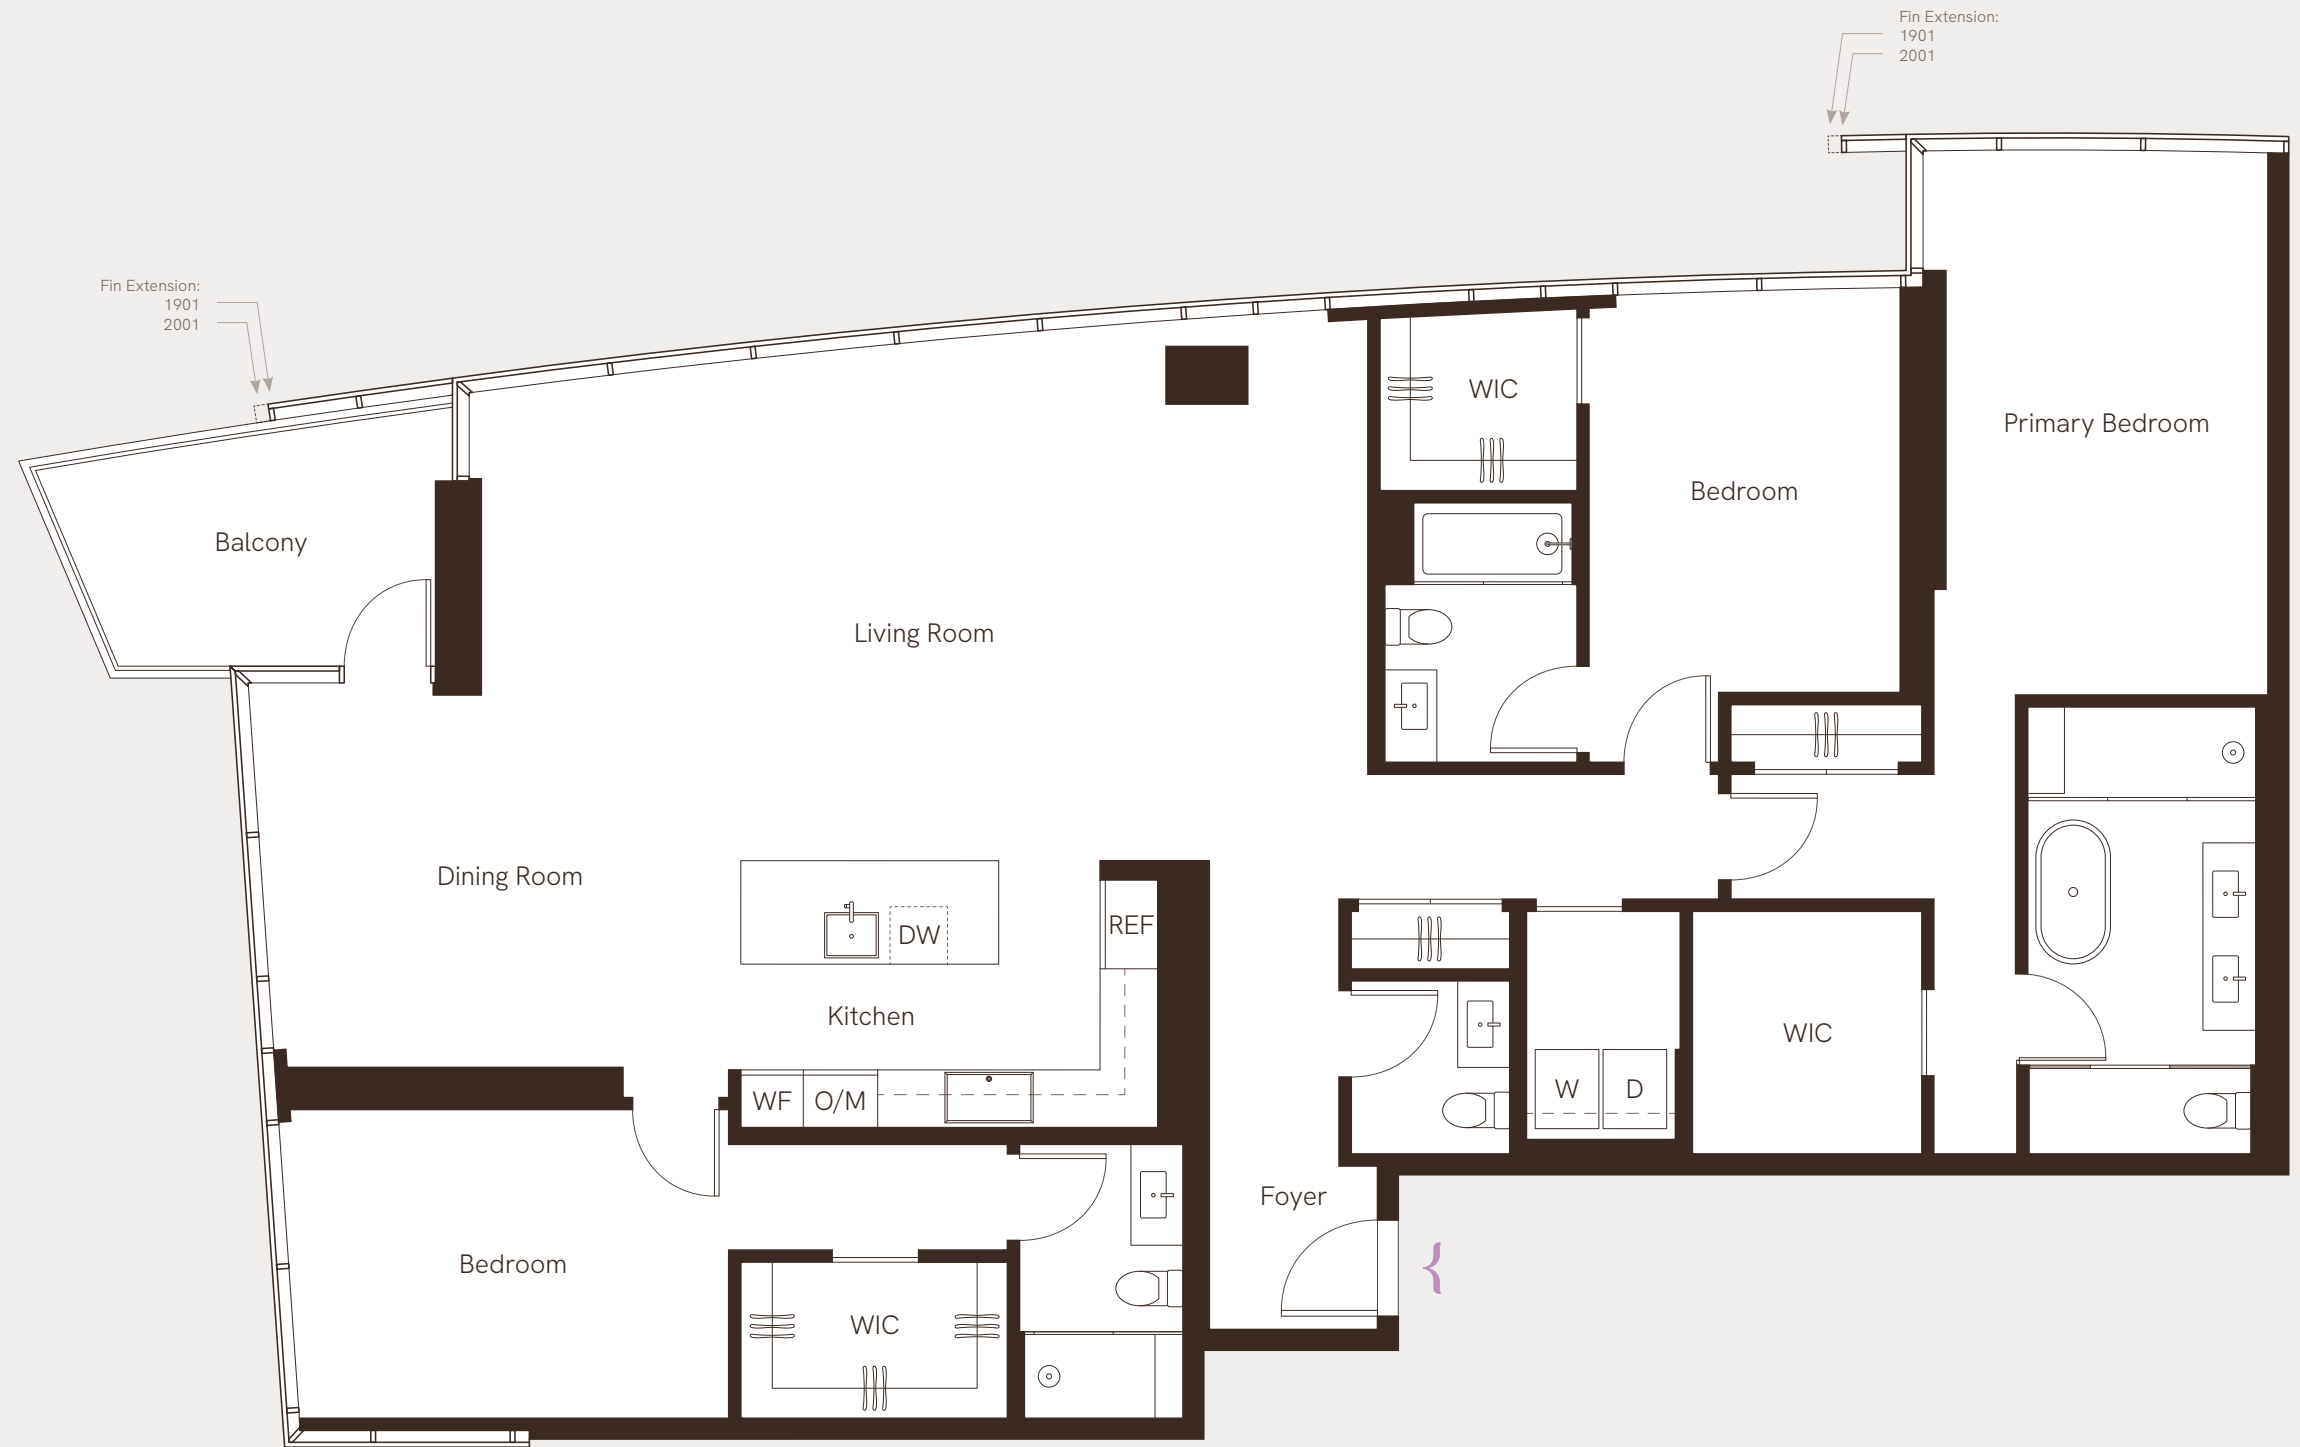 Fin Extension:
1901
2001
Fin Extension:
1901
2001
WIC
Primary Bedroom
Bedroom
Balcony
Living Room
Dining Room
DW
REF
Kitchen
WIC
WF
O/M
W
D
Foyer
Bedroom
WIC
{